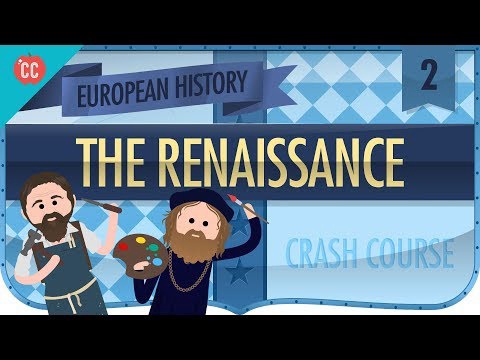 CC
EUROPEAN HISTORY
2
THE RENAISSANCE
CRASH COURSE